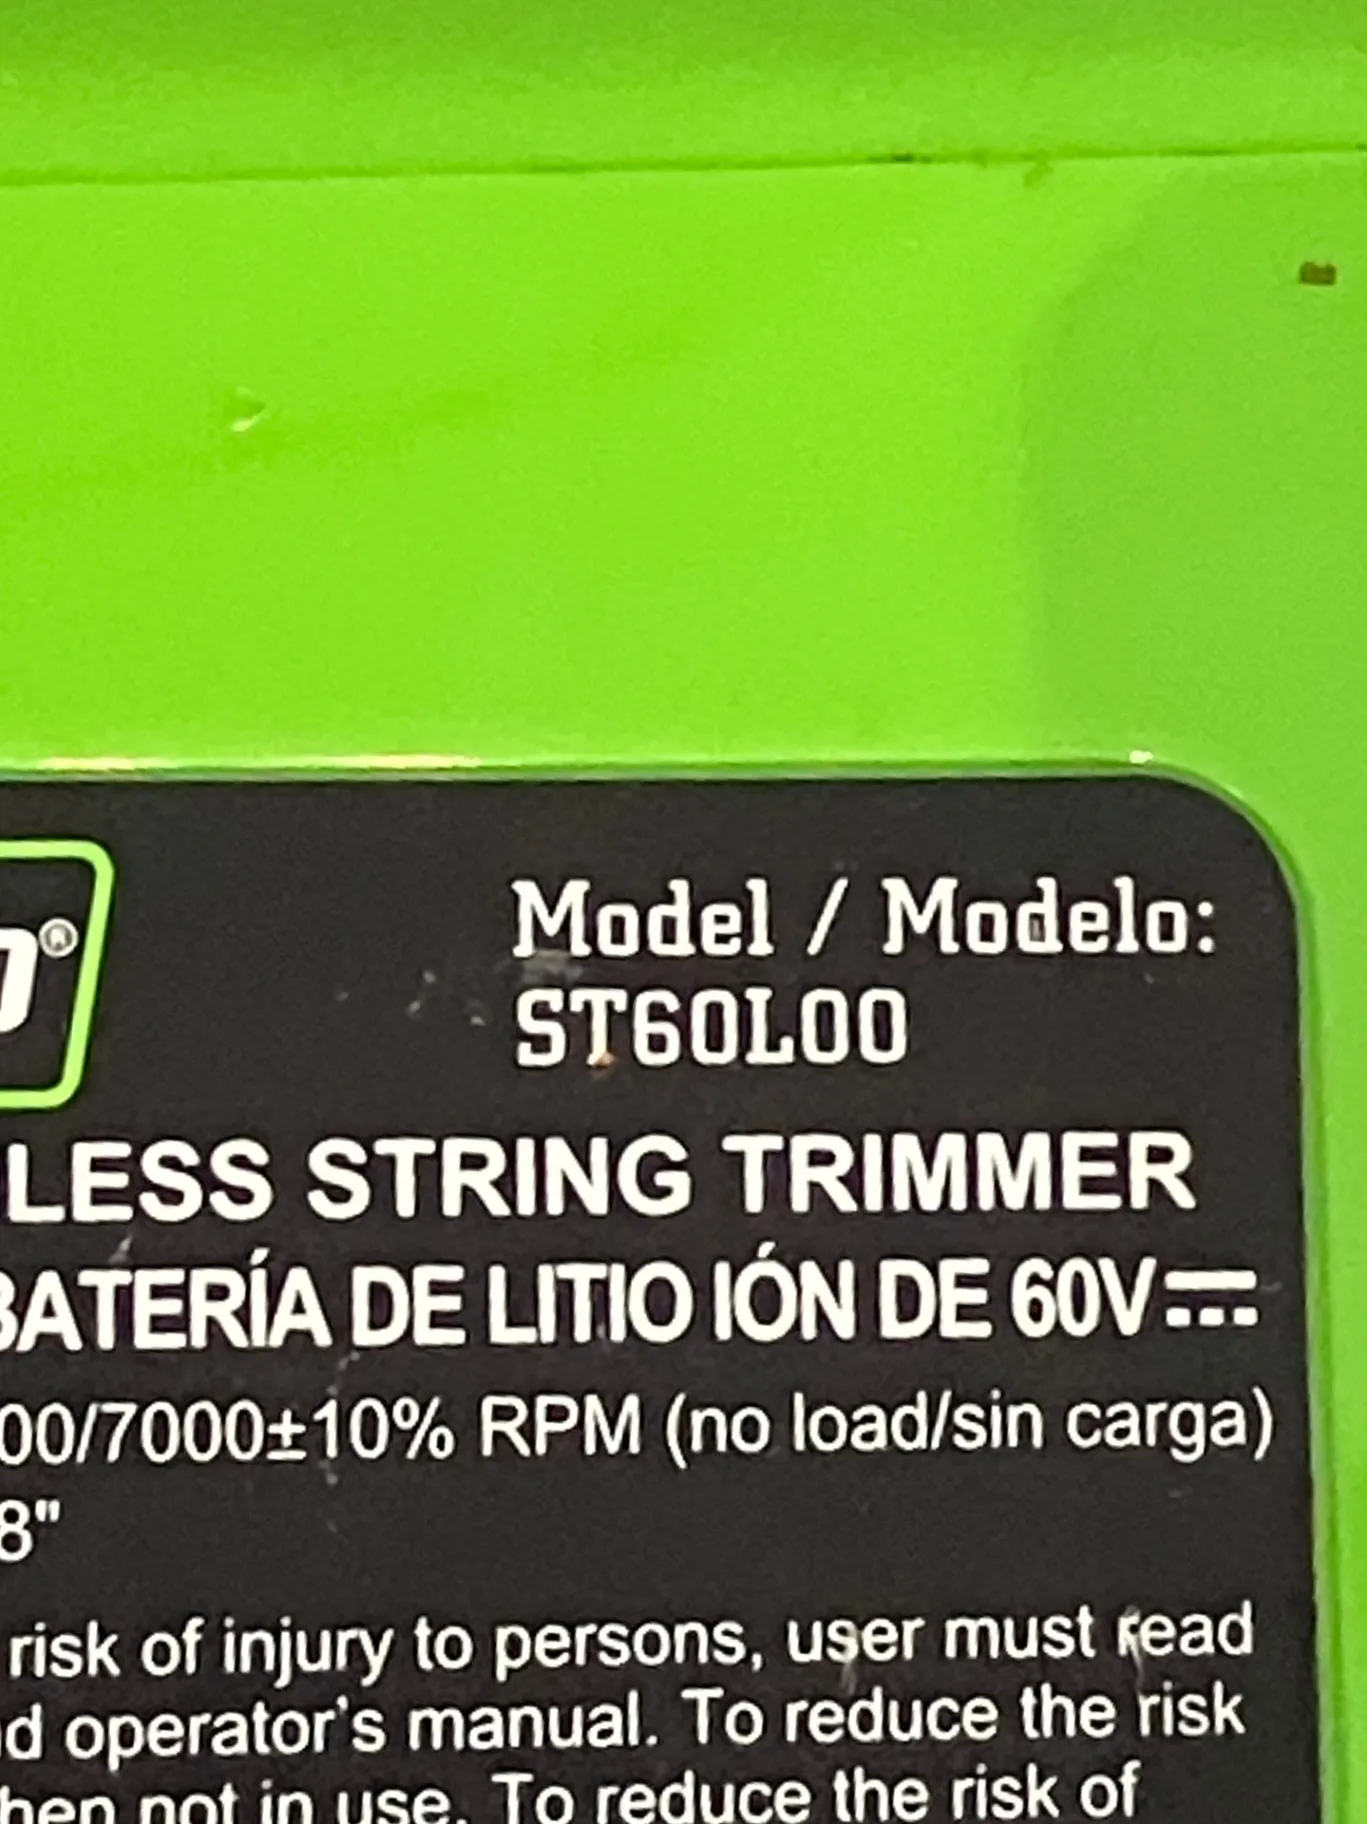 ®
Model / Modelo:
ST60L00
LESS STRING TRIMMER
BATERÍA DE LITIO IÓN DE 60V⎓
00/7000±10% RPM (no load/sin carga)
8"
risk of injury to persons, user must read
d operator's manual. To reduce the risk
hen not in use. To reduce the risk of